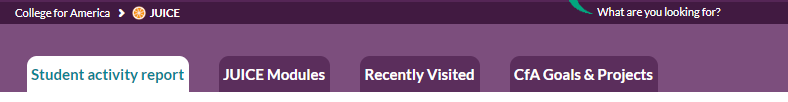 College for America > JUICE
What are you looking for?
Student activity report
JUICE Modules
Recently Visited
CfA Goals & Projects